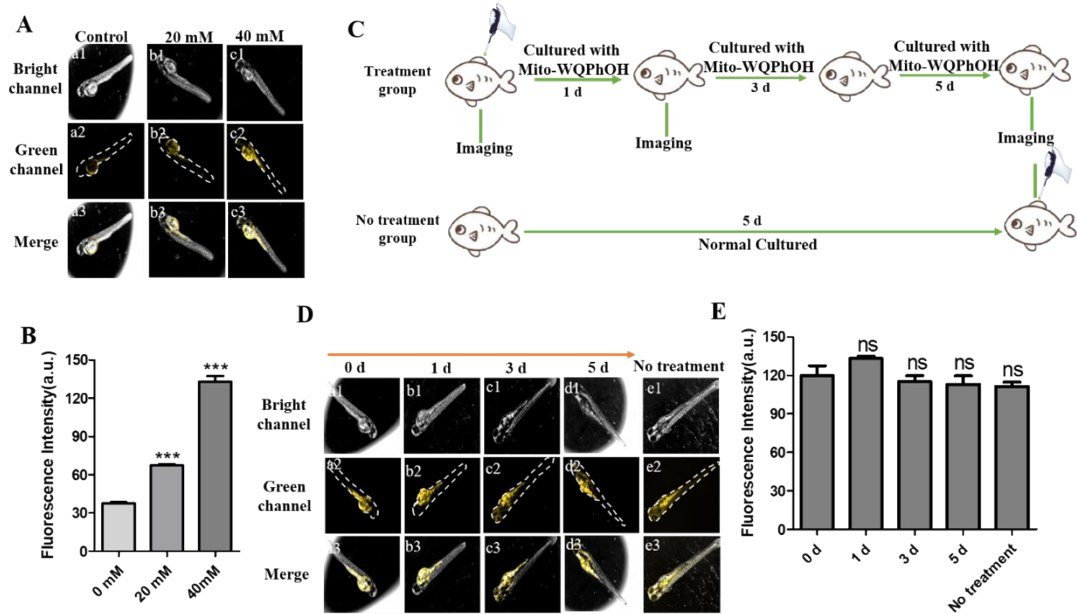 A
Control 20 mM 40 mM
Bright channel
a1 b1 c1
Green channel
a2 b2 c2
Merge
a3 b3 c3
C
Treatment group
Cultured with Mito-WQPhOH
1 d
Cultured with Mito-WQPhOH
3 d
Cultured with Mito-WQPhOH
5 d
Imaging
Imaging
Imaging
No treatment group
5 d
Normal Cultured
B
Fluorescence Intensity(a.u.)
150
120
90
60
30
0
***
***
0 mM
20 mM
40mM
D
0 d 1 d 3 d 5 d No treatment
Bright channel
a1 b1 c1 d1 e1
Green channel
a2 b2 c2 d2 e2
Merge
a3 b3 c3 d3 e3
E
Fluorescence Intensity(a.u.)
150
120
90
60
30
0
ns
ns
ns
ns
0 d
1 d
3 d
5 d
No treatment